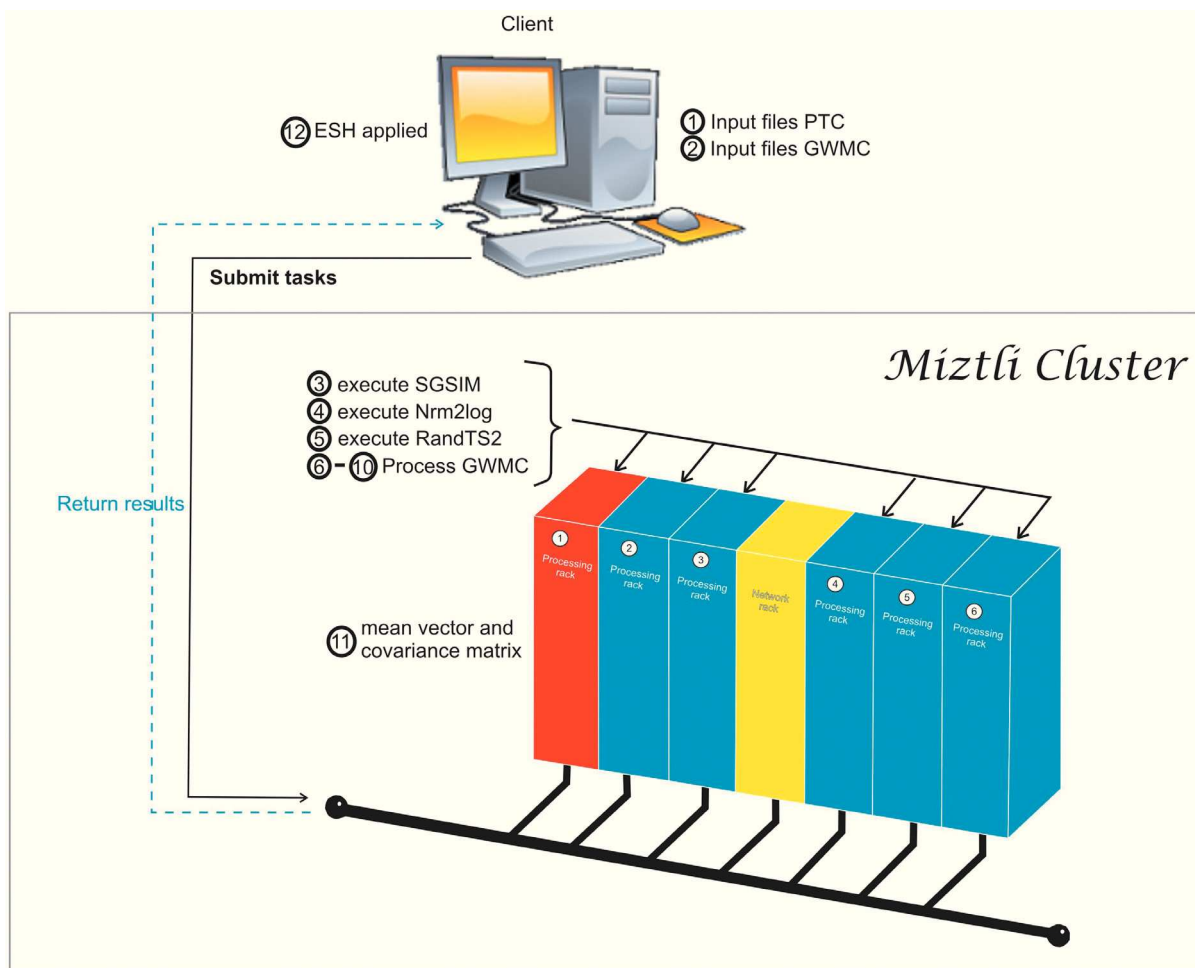 Client
12 ESH applied
1 Input files PTC
2 Input files GWMC
Submit tasks
Miztli Cluster
3 execute SGSIM
4 execute Nrm2log
5 execute RandTS2
6 - 10 Process GWMC
Return results
1
Processing
rack
2
Processing
rack
3
Processing
rack
Network
rack
4
Processing
rack
5
Processing
rack
6
Processing
rack
11 mean vector and
covariance matrix